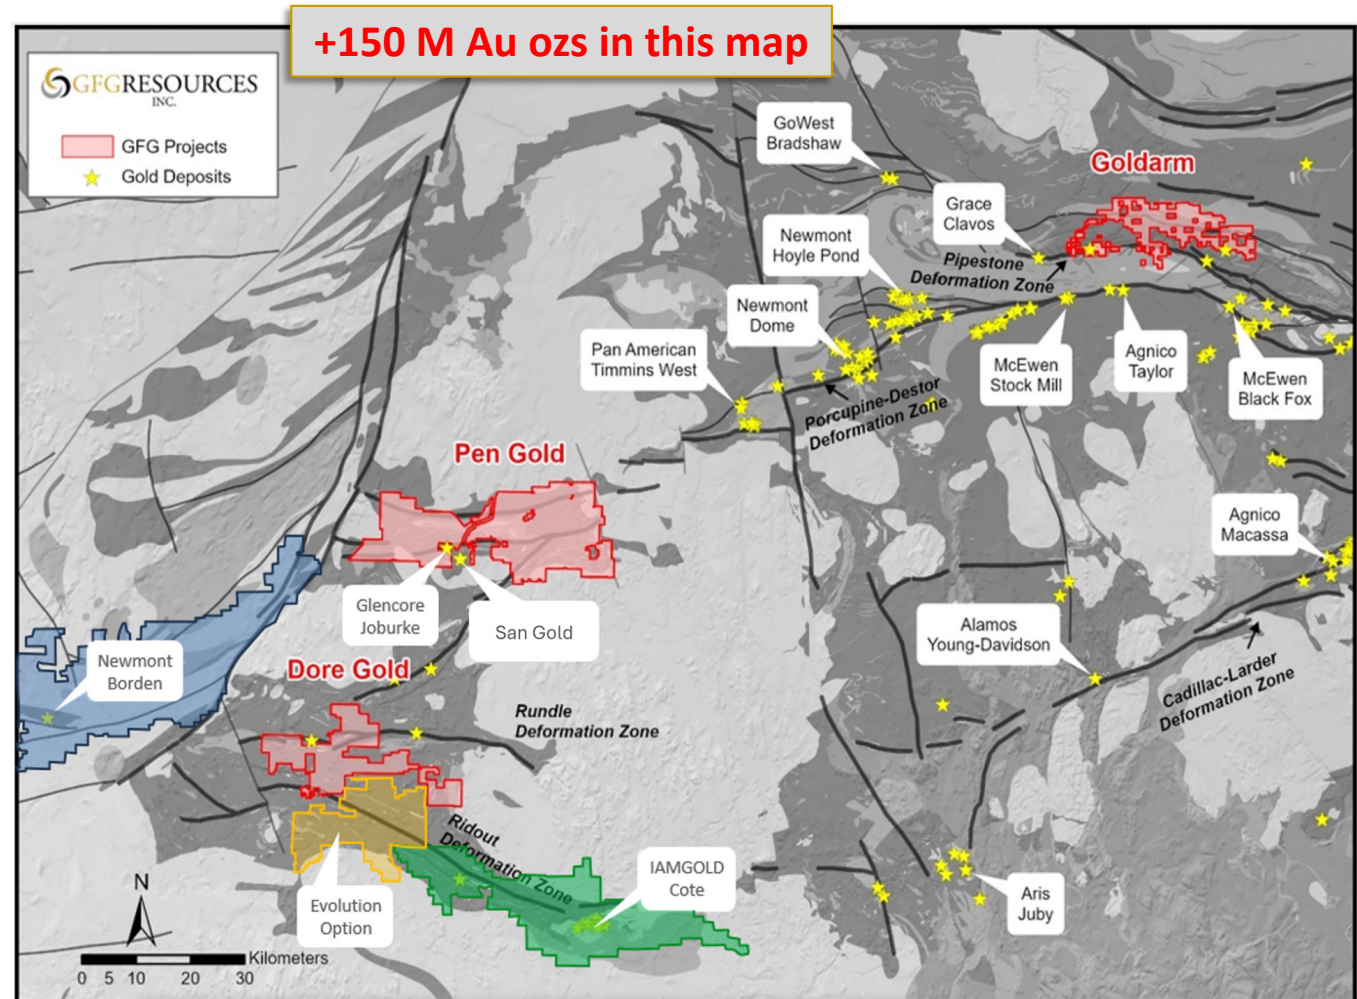 +150 M Au ozs in this map
GFGRESOURCES
INC.
GFG Projects
Gold Deposits
GoWest
Bradshaw
Goldarm
Grace
Clavos
Newmont
Hoyle Pond
Pipestone
Deformation Zone
Newmont
Dome
Pan American
Timmins West
McEwen
Stock Mill
Agnico
Taylor
McEwen
Black Fox
Porcupine-Destor
Deformation Zone
Pen Gold
Agnico
Macassa
Glencore
Joburke
San Gold
Alamos
Young-Davidson
Newmont
Borden
Dore Gold
Cadillac-Larder
Deformation Zone
Rundle
Deformation Zone
Ridout
Deformation Zone
IAMGOLD
Cote
Aris
Juby
Evolution
Option
N
Kilometers
0 5 10 20 30